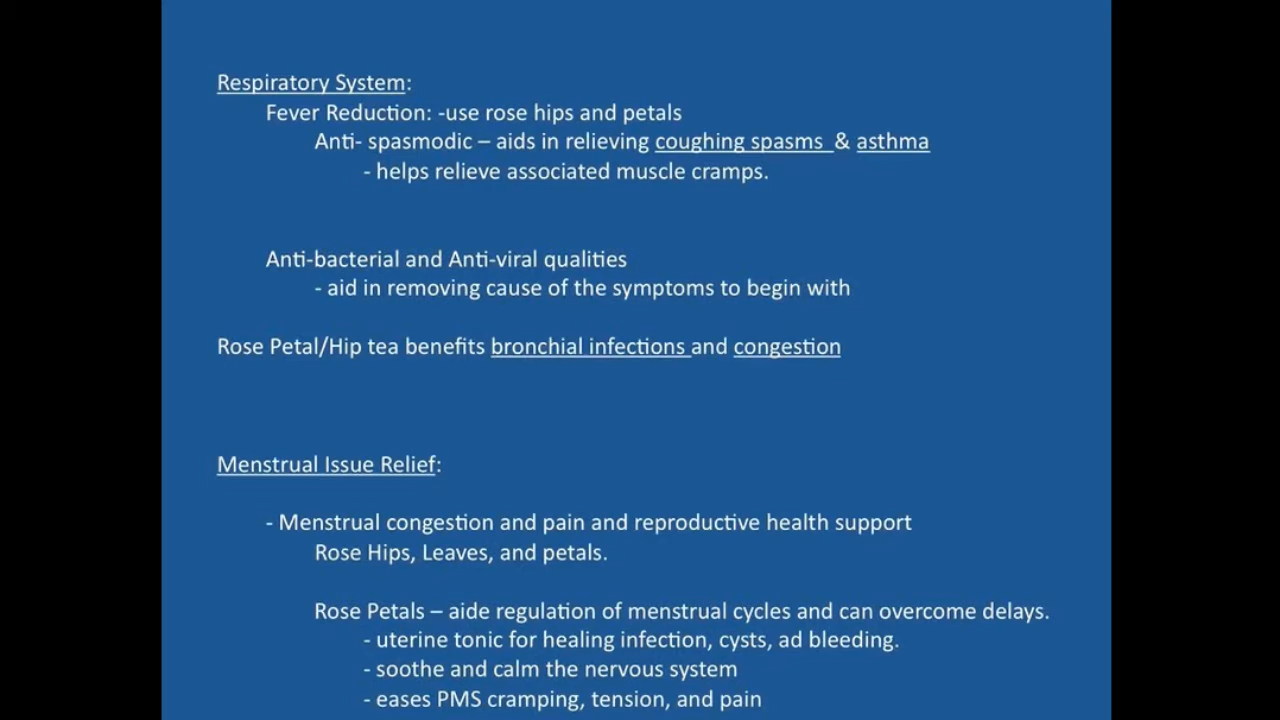 Respiratory System:
Fever Reduction: -use rose hips and petals
Anti- spasmodic – aids in relieving coughing spasms & asthma
- helps relieve associated muscle cramps.
Anti-bacterial and Anti-viral qualities
- aid in removing cause of the symptoms to begin with
Rose Petal/Hip tea benefits bronchial infections and congestion
Menstrual Issue Relief:
- Menstrual congestion and pain and reproductive health support
Rose Hips, Leaves, and petals.
Rose Petals – aide regulation of menstrual cycles and can overcome delays.
- uterine tonic for healing infection, cysts, ad bleeding.
- soothe and calm the nervous system
- eases PMS cramping, tension, and pain